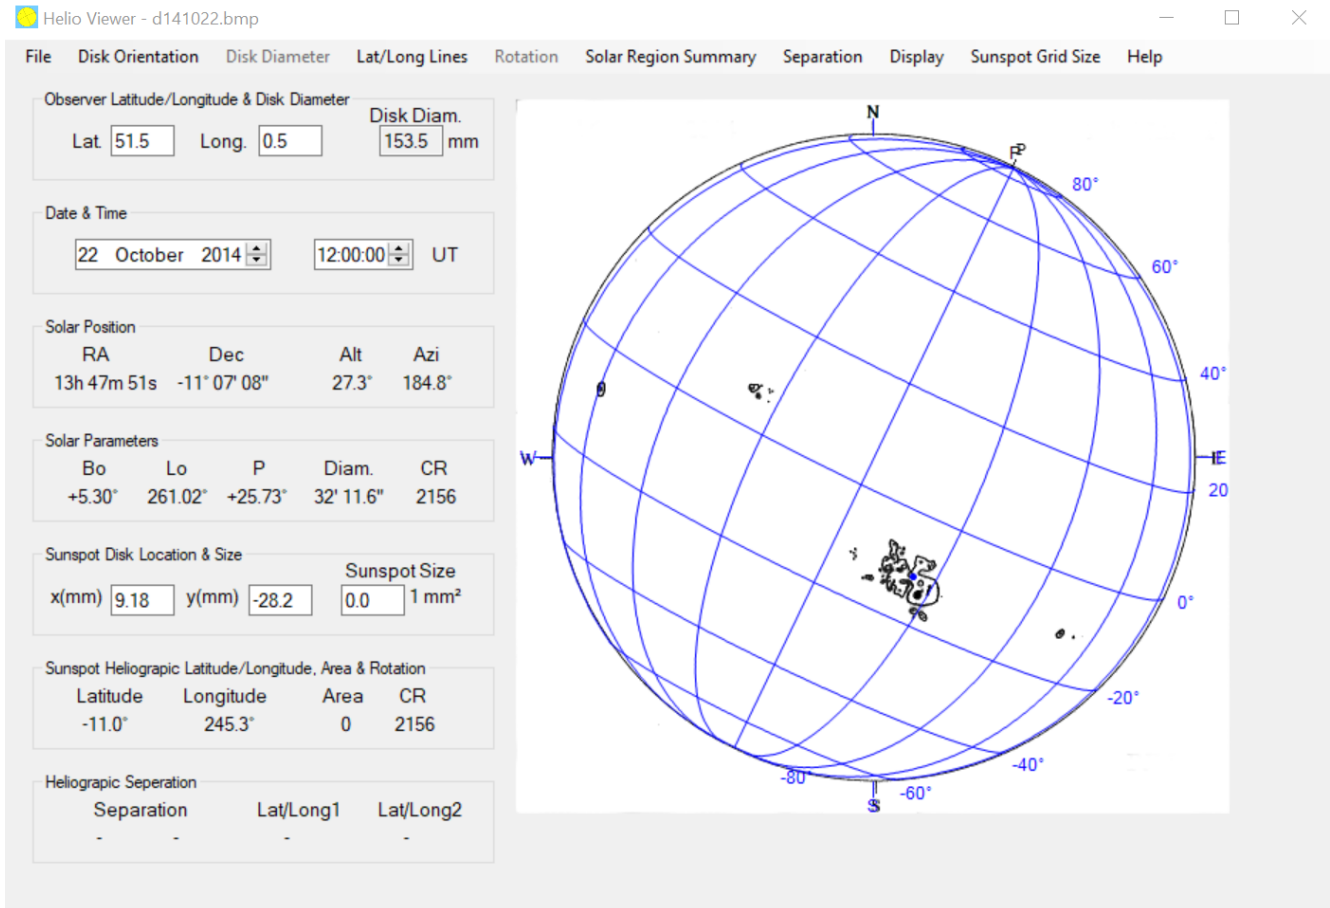 Helio Viewer - d141022.bmp
File Disk Orientation Disk Diameter Lat/Long Lines Rotation Solar Region Summary Separation Display Sunspot Grid Size Help
Observer Latitude/Longitude & Disk Diameter
Disk Diam.
Lat. 51.5 Long. 0.5 153.5 mm
Date & Time
22 October 2014 12:00:00 UT
Solar Position
RA Dec Alt Azi
13h 47m 51s -11° 07' 08" 27.3° 184.8°
Solar Parameters
Bo Lo P Diam. CR
+5.30° 261.02° +25.73° 32' 11.6" 2156
Sunspot Disk Location & Size
Sunspot Size
x(mm) 9.18 y(mm) -28.2 0.0 1 mm²
Sunspot Heliograpic Latitude/Longitude, Area & Rotation
Latitude Longitude Area CR
-11.0° 245.3° 0 2156
Heliograpic Seperation
Separation Lat/Long1 Lat/Long2
- - - -
N
P P
80°
60°
40°
W E
20
0°
-20°
-40°
-80°
-60°
S